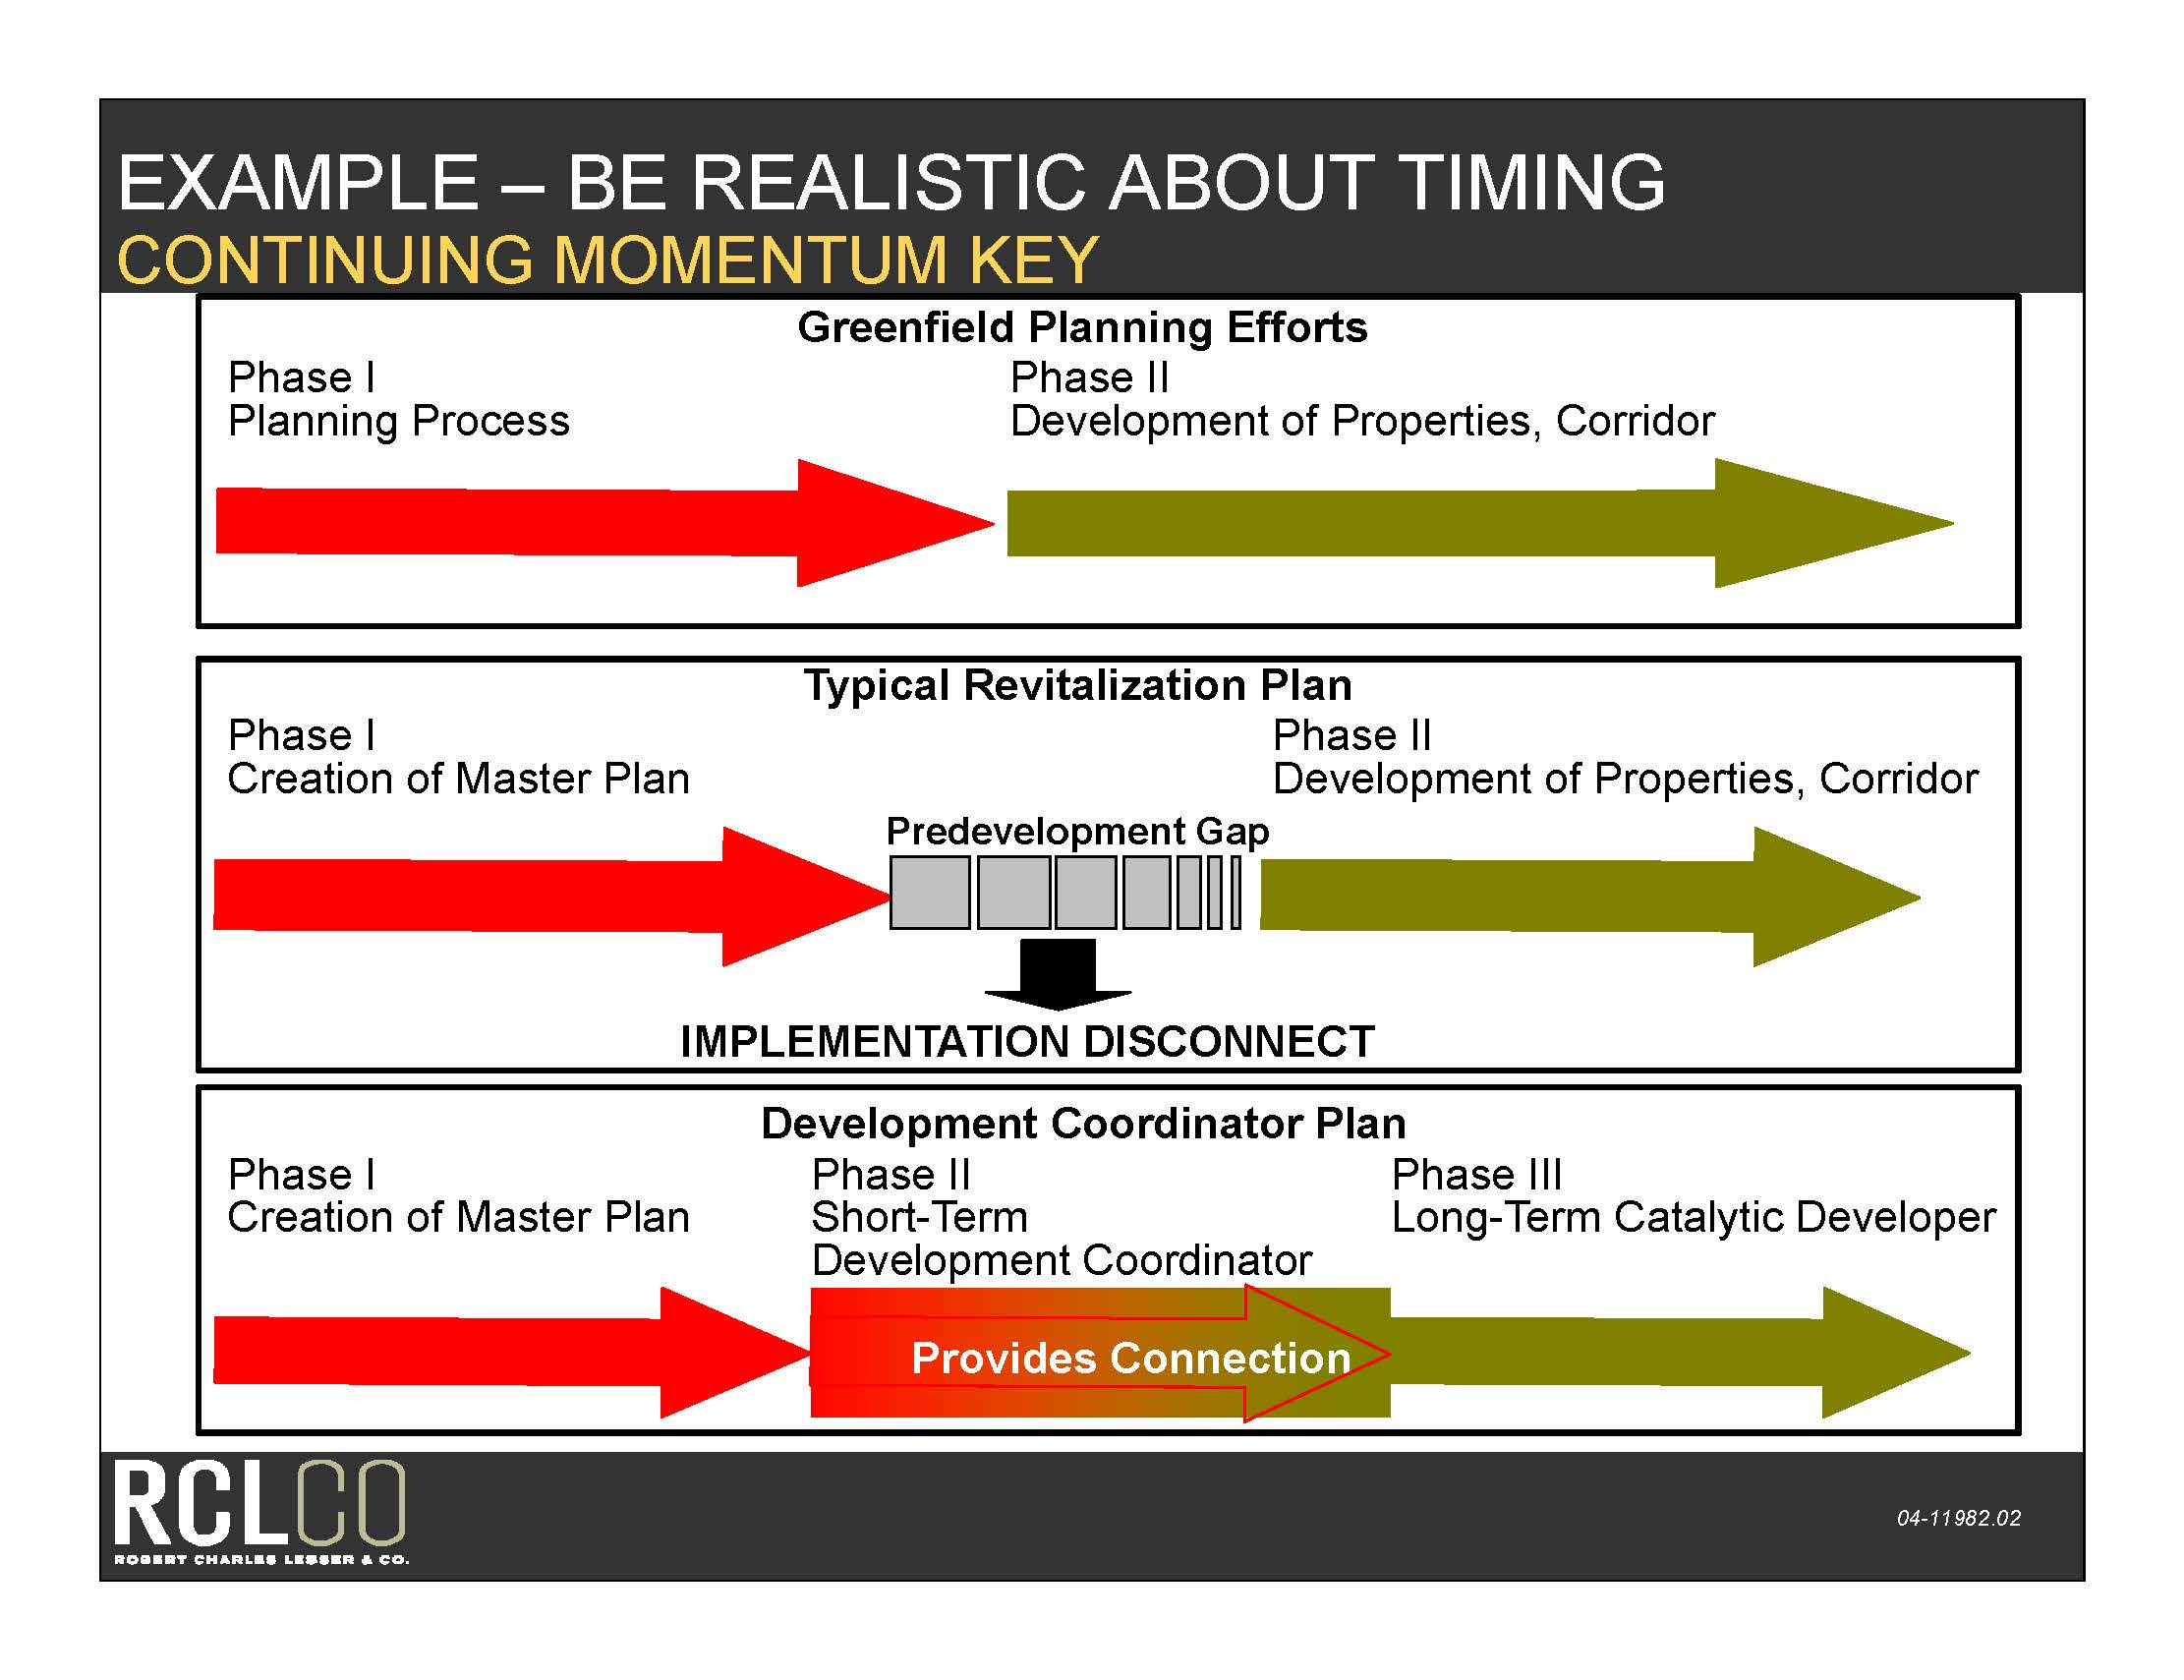 EXAMPLE – BE REALISTIC ABOUT TIMING
CONTINUING MOMENTUM KEY
Greenfield Planning Efforts
Phase I
Planning Process
Phase II
Development of Properties, Corridor
Typical Revitalization Plan
Phase I
Creation of Master Plan
Phase II
Development of Properties, Corridor
Predevelopment Gap
IMPLEMENTATION DISCONNECT
Development Coordinator Plan
Phase I
Creation of Master Plan
Phase II
Short-Term
Development Coordinator
Phase III
Long-Term Catalytic Developer
Provides Connection
RCLCO
ROBERT CHARLES LESSER & CO.
04-11982.02